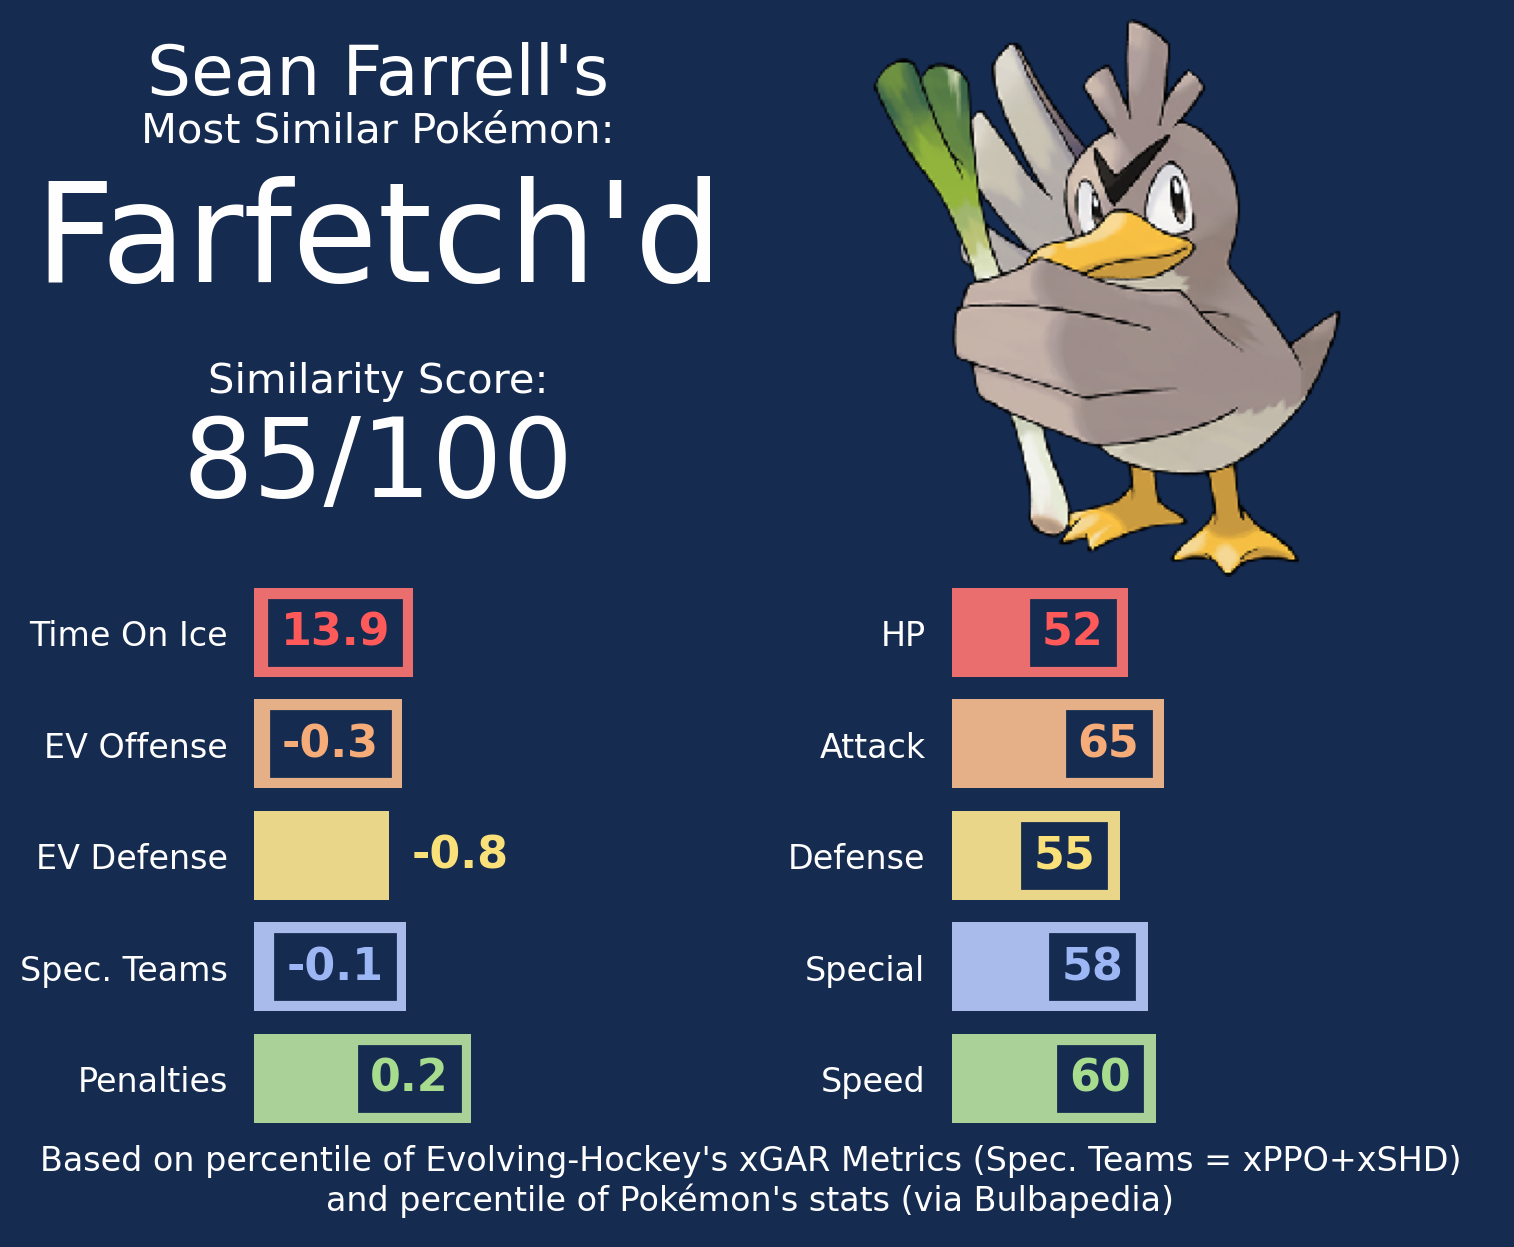 Sean Farrell's
Most Similar Pokémon:
Farfetch'd
Similarity Score:
85/100
Time On Ice 13.9
EV Offense -0.3
EV Defense -0.8
Spec. Teams -0.1
Penalties 0.2
HP 52
Attack 65
Defense 55
Special 58
Speed 60
Based on percentile of Evolving-Hockey's xGAR Metrics (Spec. Teams = xPPO+xSHD)
and percentile of Pokémon's stats (via Bulbapedia)